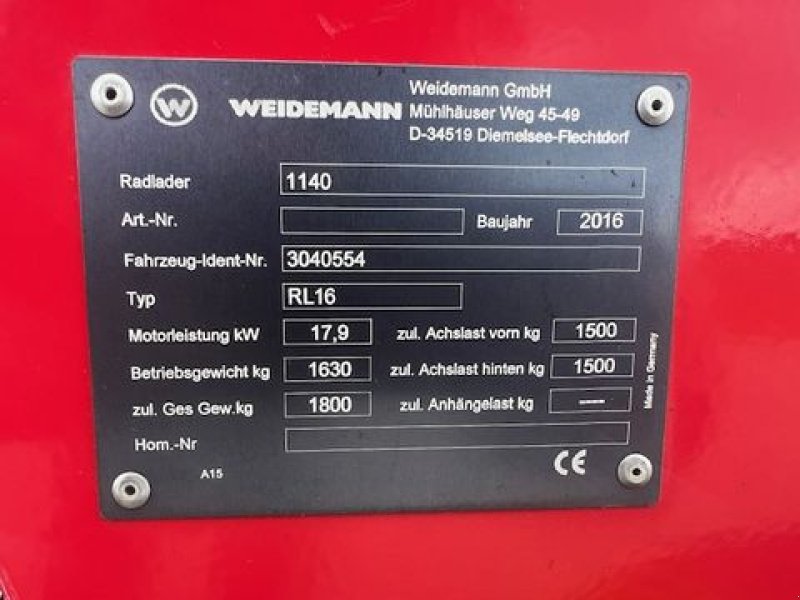 W WEIDEMANN
Weidemann GmbH
Mühlhäuser Weg 45-49
D-34519 Diemelsee-Flechtdorf
Radlader 1140
Art.-Nr. Baujahr 2016
Fahrzeug-Ident-Nr. 3040554
Typ RL16
Motorleistung kW 17,9 zul. Achslast vorn kg 1500
Betriebsgewicht kg 1630 zul. Achslast hinten kg 1500
zul. Ges Gew.kg 1800 zul. Anhängelast kg ----
Hom.-Nr
A15
CE
Made in Germany